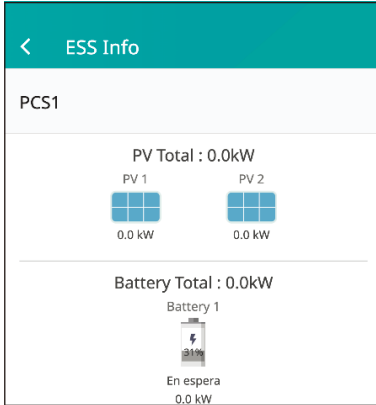 ESS Info
PCS1
PV Total : 0.0kW
PV 1 PV 2
0.0 kW 0.0 kW
Battery Total : 0.0kW
Battery 1
31%
En espera
0.0 kW